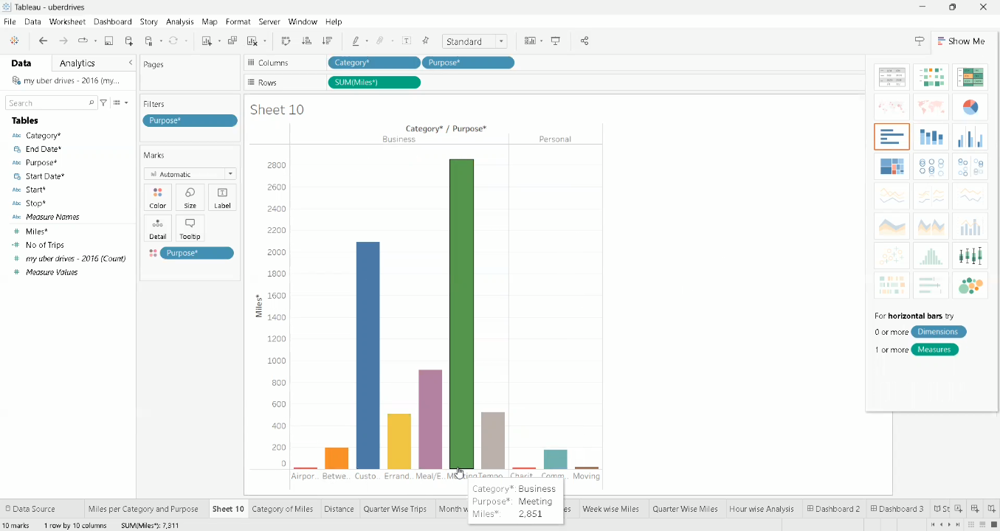 Tableau - uberdrives
File Data Worksheet Dashboard Story Analysis Map Format Server Window Help
Standard
Show Me
Data Analytics
Pages
Columns Category* Purpose*
my uber drives - 2016 (my...
Rows SUM(Miles*)
Search
Filters
Purpose*
Sheet 10
Tables
Abc Category*
End Date*
Abc Purpose*
Start Date*
Abc Start*
Abc Stop*
Abc Measure Names
# Miles*
# No of Trips
# my uber drives - 2016 (Count)
# Measure Values
Marks
Automatic
Color Size Label
Detail Tooltip
Purpose*
Category* / Purpose*
Business Personal
2800
2600
2400
2200
2000
1800
1600
1400
1200
1000
800
600
400
200
0
Miles*
Airpor.. Betwe.. Custo.. Errand.. Meal/E.. Meeting Tempo.. Charit.. Comm.. Moving
Category*: Business
Purpose*: Meeting
Miles*: 2,851
For horizontal bars try
0 or more Dimensions
1 or more Measures
Data Source Miles per Category and Purpose Sheet 10 Category of Miles Distance Quarter Wise Trips Month w es Week wise Miles Quarter Wise Miles Hour wise Analysis Dashboard 2 Dashboard 3 St
10 marks 1 row by 10 columns SUM(Miles*): 7,311